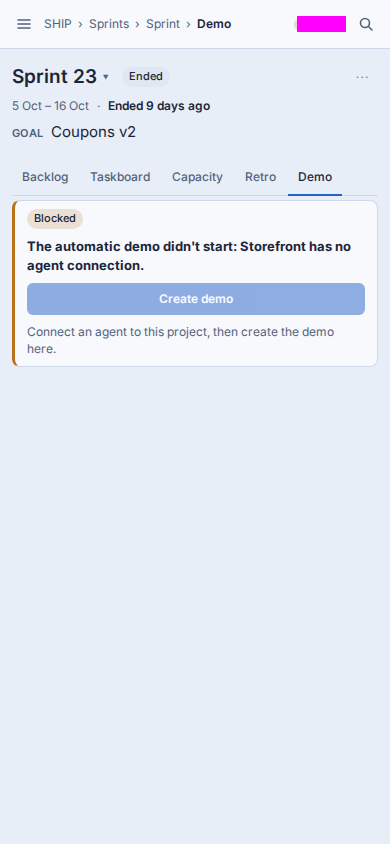 SHIP › Sprints › Sprint › Demo
Sprint 23 ▾ Ended ...
5 Oct – 16 Oct · Ended 9 days ago
GOAL Coupons v2
Backlog Taskboard Capacity Retro Demo
Blocked
The automatic demo didn't start: Storefront has no
agent connection.
Create demo
Connect an agent to this project, then create the demo
here.